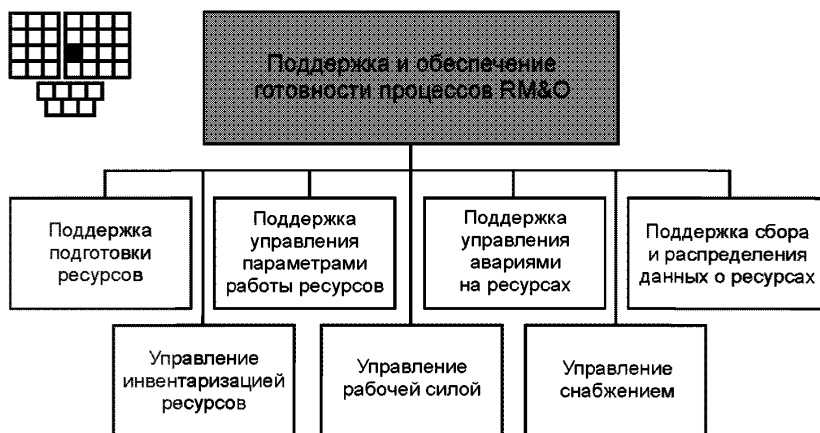 Поддержка и обеспечение
готовности процессов RM&O
Поддержка
подготовки
ресурсов
Поддержка
управления
параметрами
работы ресурсов
Поддержка
управления
авариями
на ресурсах
Поддержка сбора
и распределения
данных о ресурсах
Управление
инвентаризацией
ресурсов
Управление
рабочей силой
Управление
снабжением